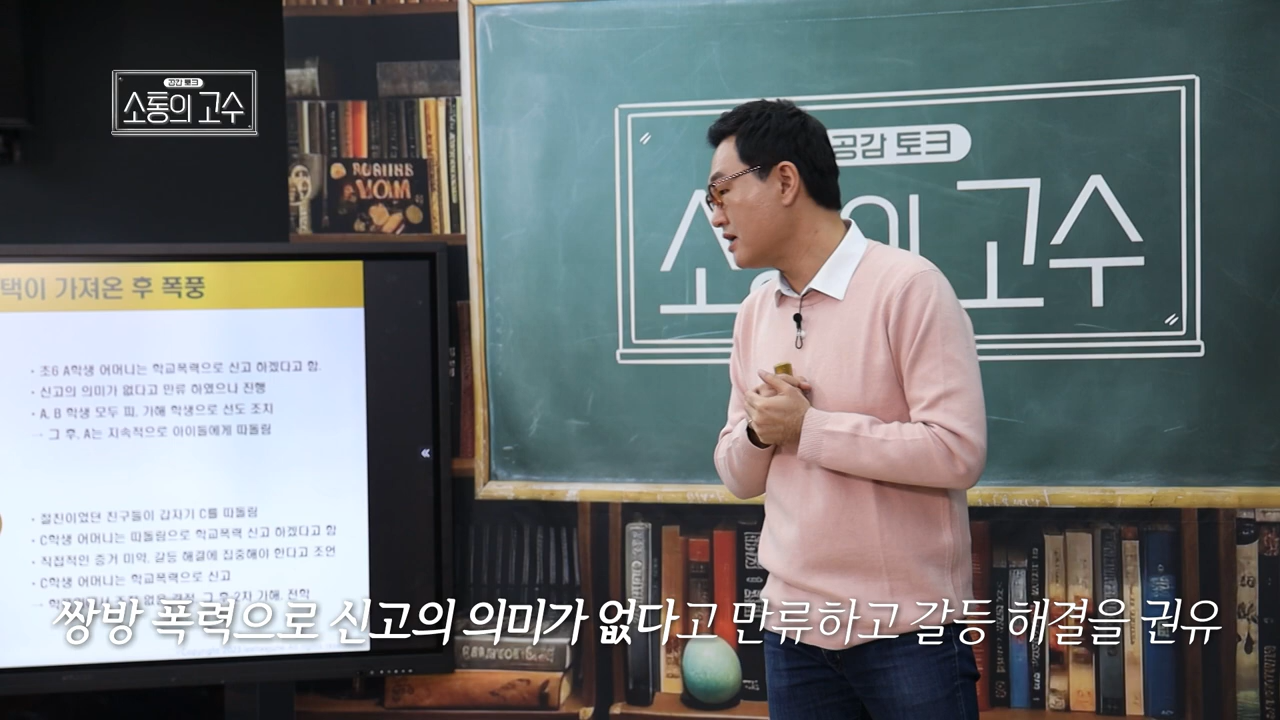 공감 토크
소통의 고수
공감 토크
소 의 고수
택이 가져온 후 폭풍
· 초6 A학생 어머니는 학교폭력으로 신고 하겠다고 함.
· 신고의 의미가 없다고 만류 하였으나 진행
· A, B 학생 모두 피, 가해 학생으로 선도 조치
→ 그 후, A는 지속적으로 아이들에게 따돌림
· 절친이었던 친구들이 갑자기 C를 따돌림
· C학생 어머니는 따돌림으로 학교폭력 신고 하겠다고 함
· 직접적인 증거 미약, 갈등 해결에 집중해야 한다고 조언
· C학생 어머니는 학교폭력으로 신고
쌍방 폭력으로 신고의 의미가 없다고 만류하고 갈등 해결을 권유